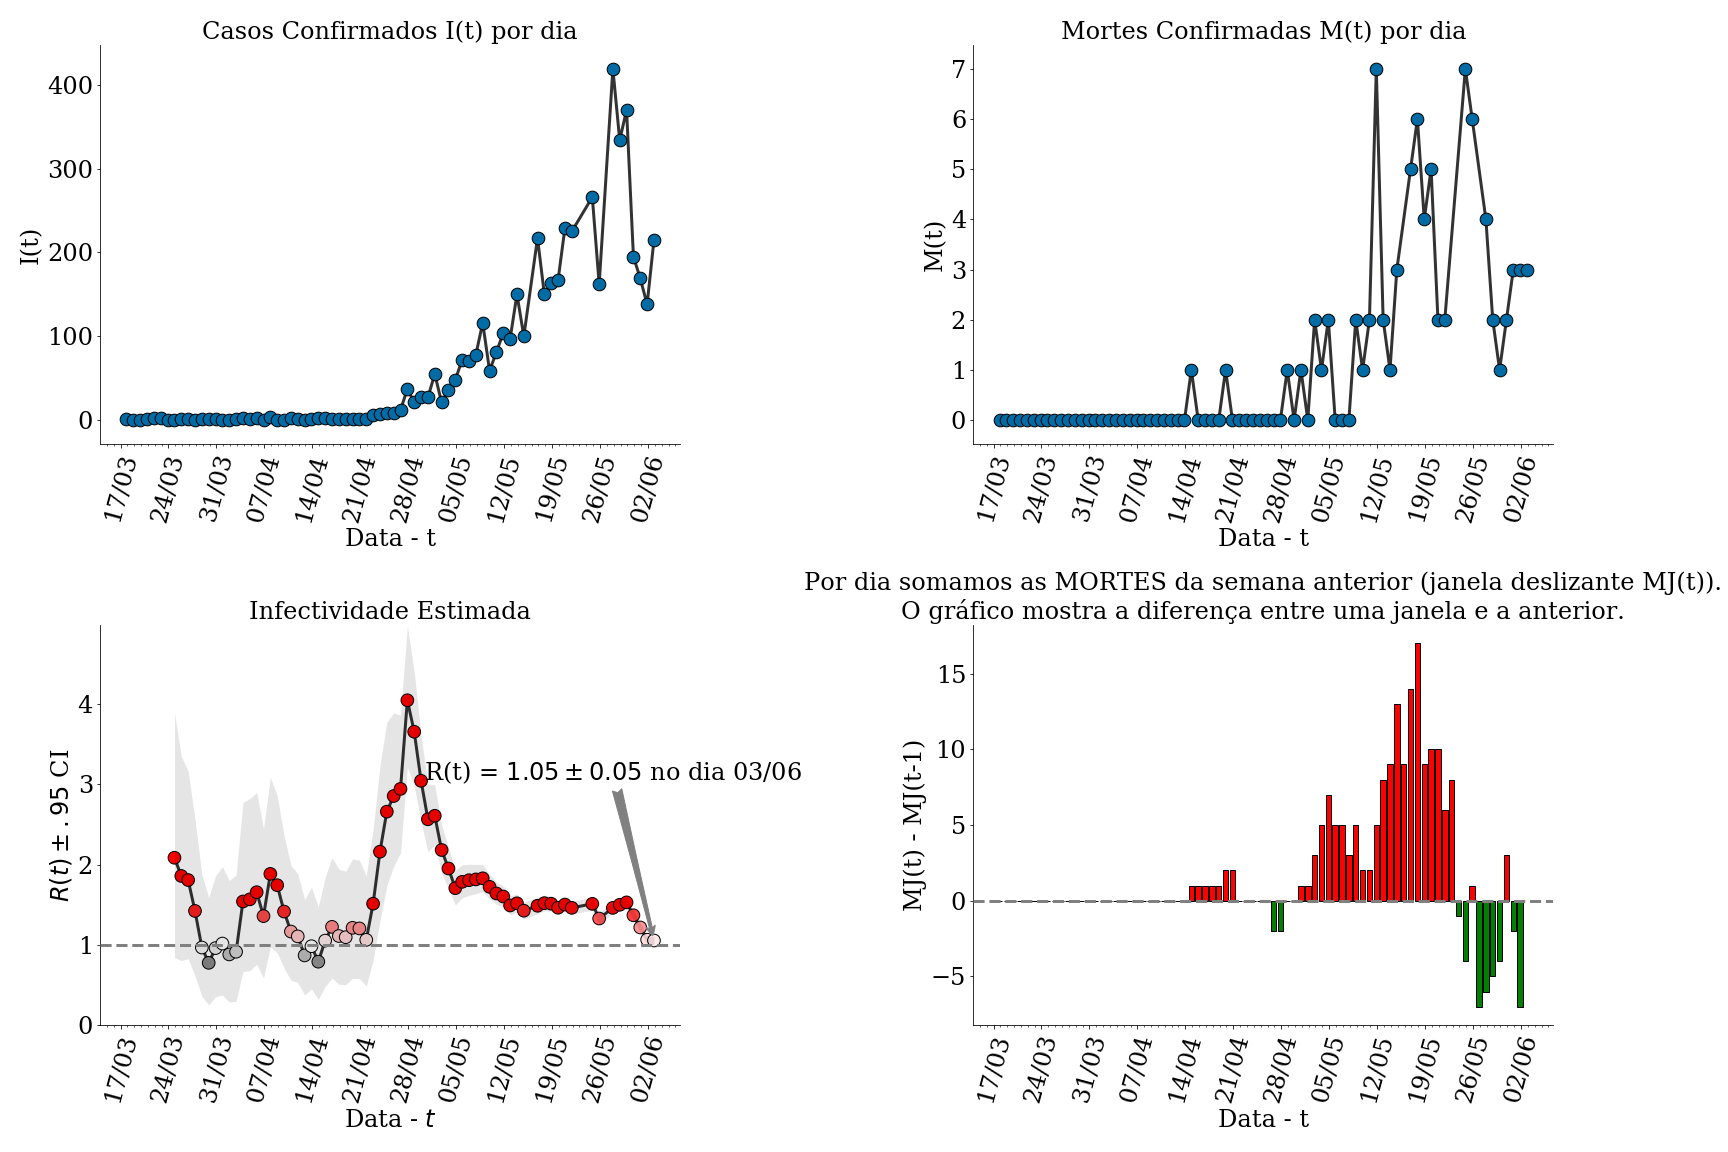 Casos Confirmados I(t) por dia
I(t)
400
300
200
100
0
17/03 24/03 31/03 07/04 14/04 21/04 28/04 05/05 12/05 19/05 26/05 02/06
Data - t
Mortes Confirmadas M(t) por dia
M(t)
7
6
5
4
3
2
1
0
17/03 24/03 31/03 07/04 14/04 21/04 28/04 05/05 12/05 19/05 26/05 02/06
Data - t
Infectividade Estimada
R(t) ± .95 CI
4
3
2
1
0
R(t) = 1.05 ± 0.05 no dia 03/06
17/03 24/03 31/03 07/04 14/04 21/04 28/04 05/05 12/05 19/05 26/05 02/06
Data - t
Por dia somamos as MORTES da semana anterior (janela deslizante MJ(t)).
O gráfico mostra a diferença entre uma janela e a anterior.
MJ(t) - MJ(t-1)
15
10
5
0
−5
17/03 24/03 31/03 07/04 14/04 21/04 28/04 05/05 12/05 19/05 26/05 02/06
Data - t